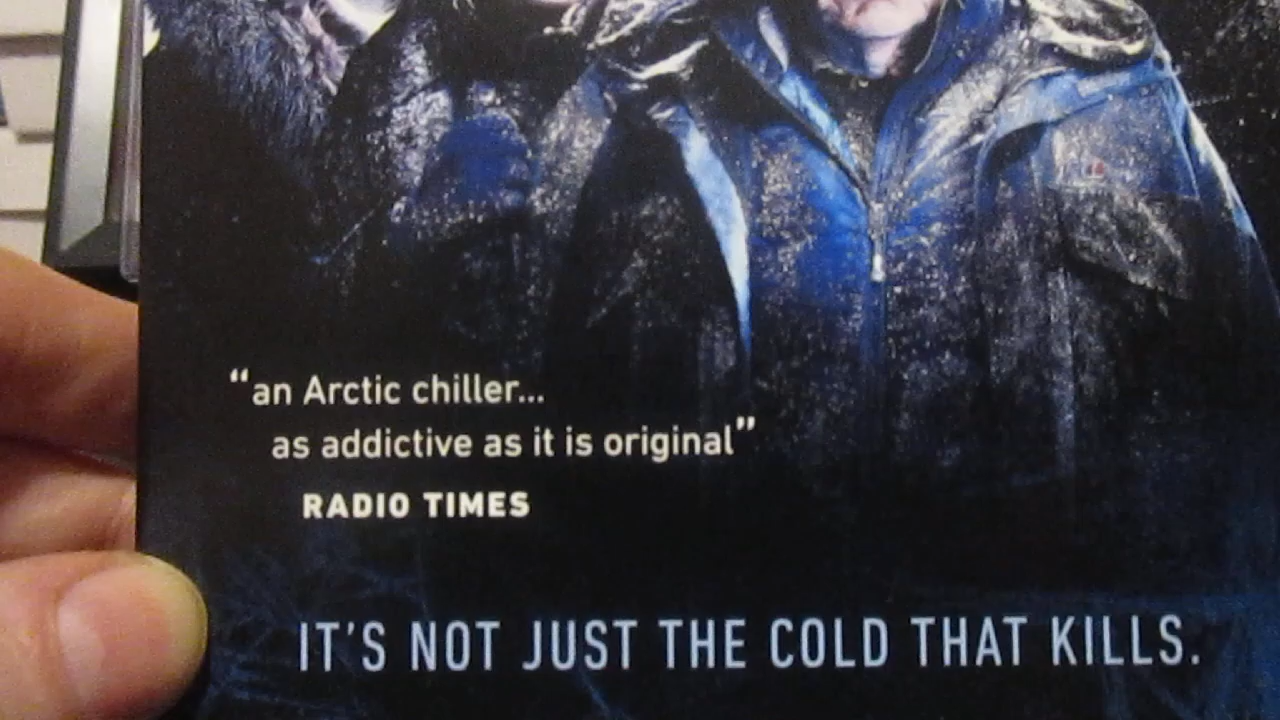 “an Arctic chiller...
as addictive as it is original”
RADIO TIMES
IT'S NOT JUST THE COLD THAT KILLS.